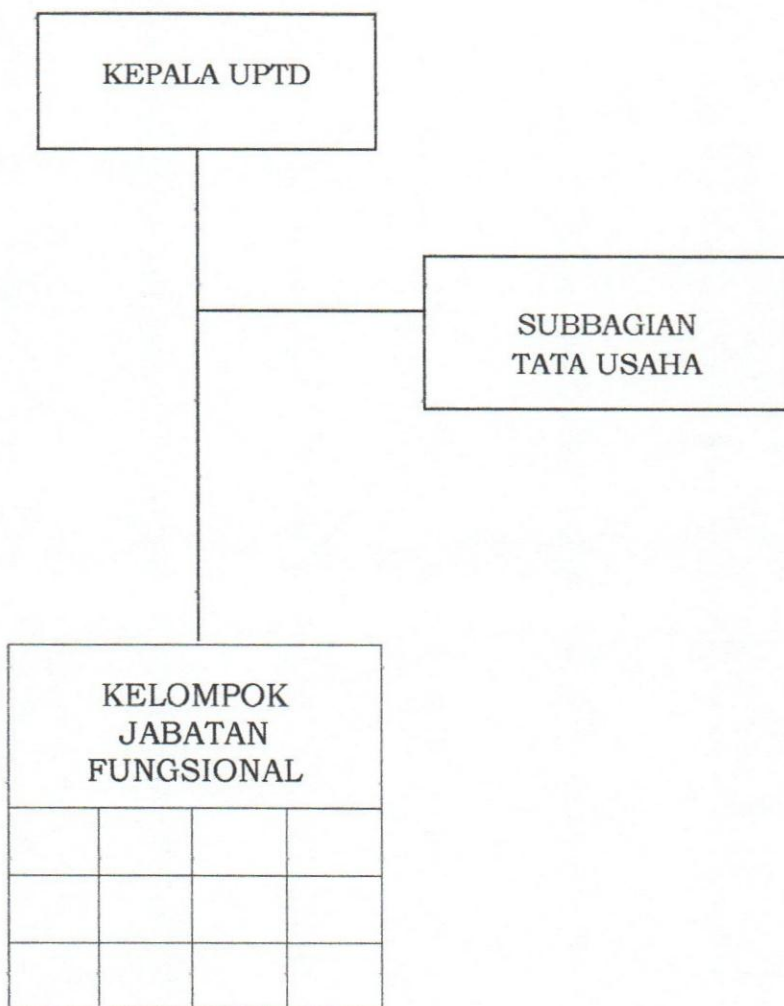 KEPALA UPTD
SUBBAGIAN
TATA USAHA
KELOMPOK
JABATAN
FUNGSIONAL